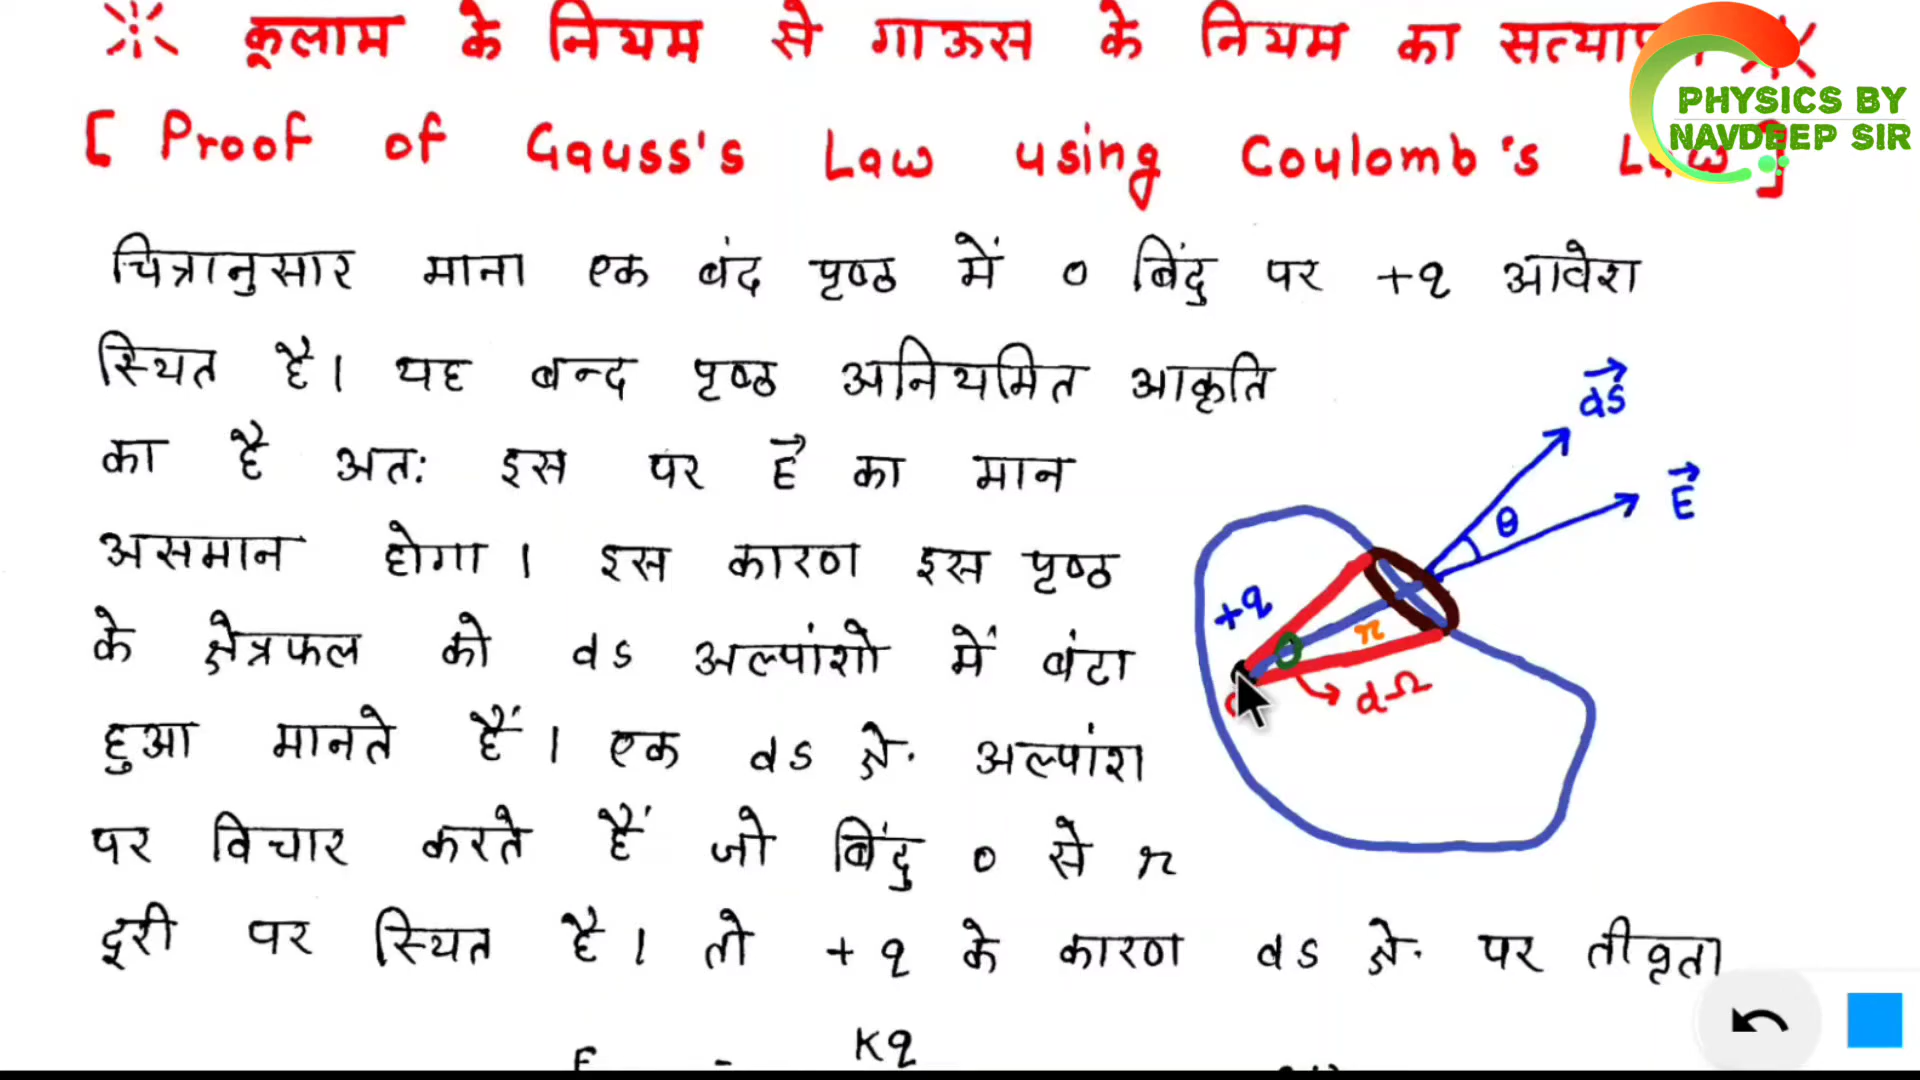 कूलाम के नियम से गाऊस के नियम का
PHYSICS BY
NAVDEEP SIR
[ Proof of Gauss's Law using Coulomb's Law ]
चित्रानुसार माना एक बंद पृष्ठ में O बिंदु पर +q आवेश
स्थित है। यह बन्द पृष्ठ अनियमित आकृति
का है अतः इस पर E⃗ का मान
असमान होगा। इस कारण इस पृष्ठ
के क्षेत्रफल को ds अल्पांशो में बंटा
हुआ मानते हैं। एक ds क्षे. अल्पांश
पर विचार करते हैं जो बिंदु O से r
दूरी पर स्थित है। तो +q के कारण ds क्षे. पर तीव्रता
Kq
ds⃗
E⃗
θ
+q
r
dΩ